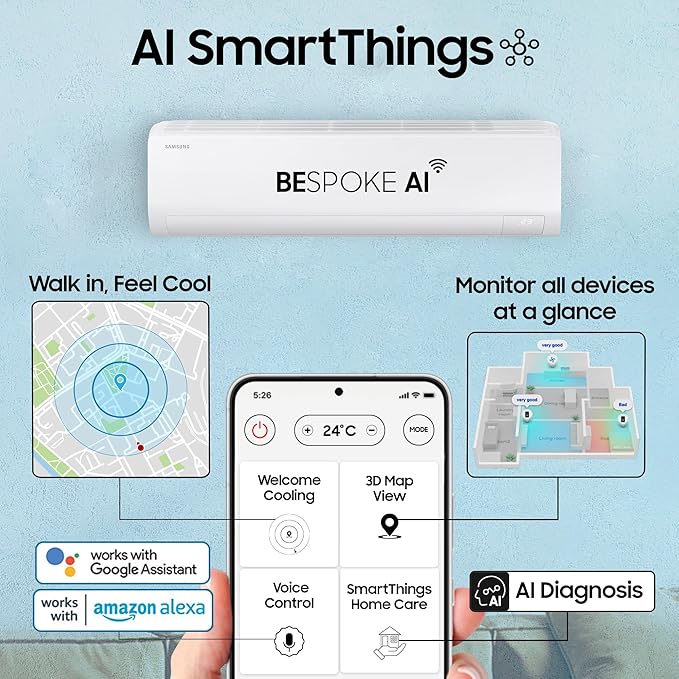 AI SmartThings
SAMSUNG
BESPOKE AI
Walk in, Feel Cool
Monitor all devices
at a glance
very good
very good
Bad
Living room
5:26
24°C
MODE
Welcome
Cooling
3D Map
View
works with
Google Assistant
works
with
amazon alexa
Voice
Control
SmartThings
Home Care
AI
AI Diagnosis